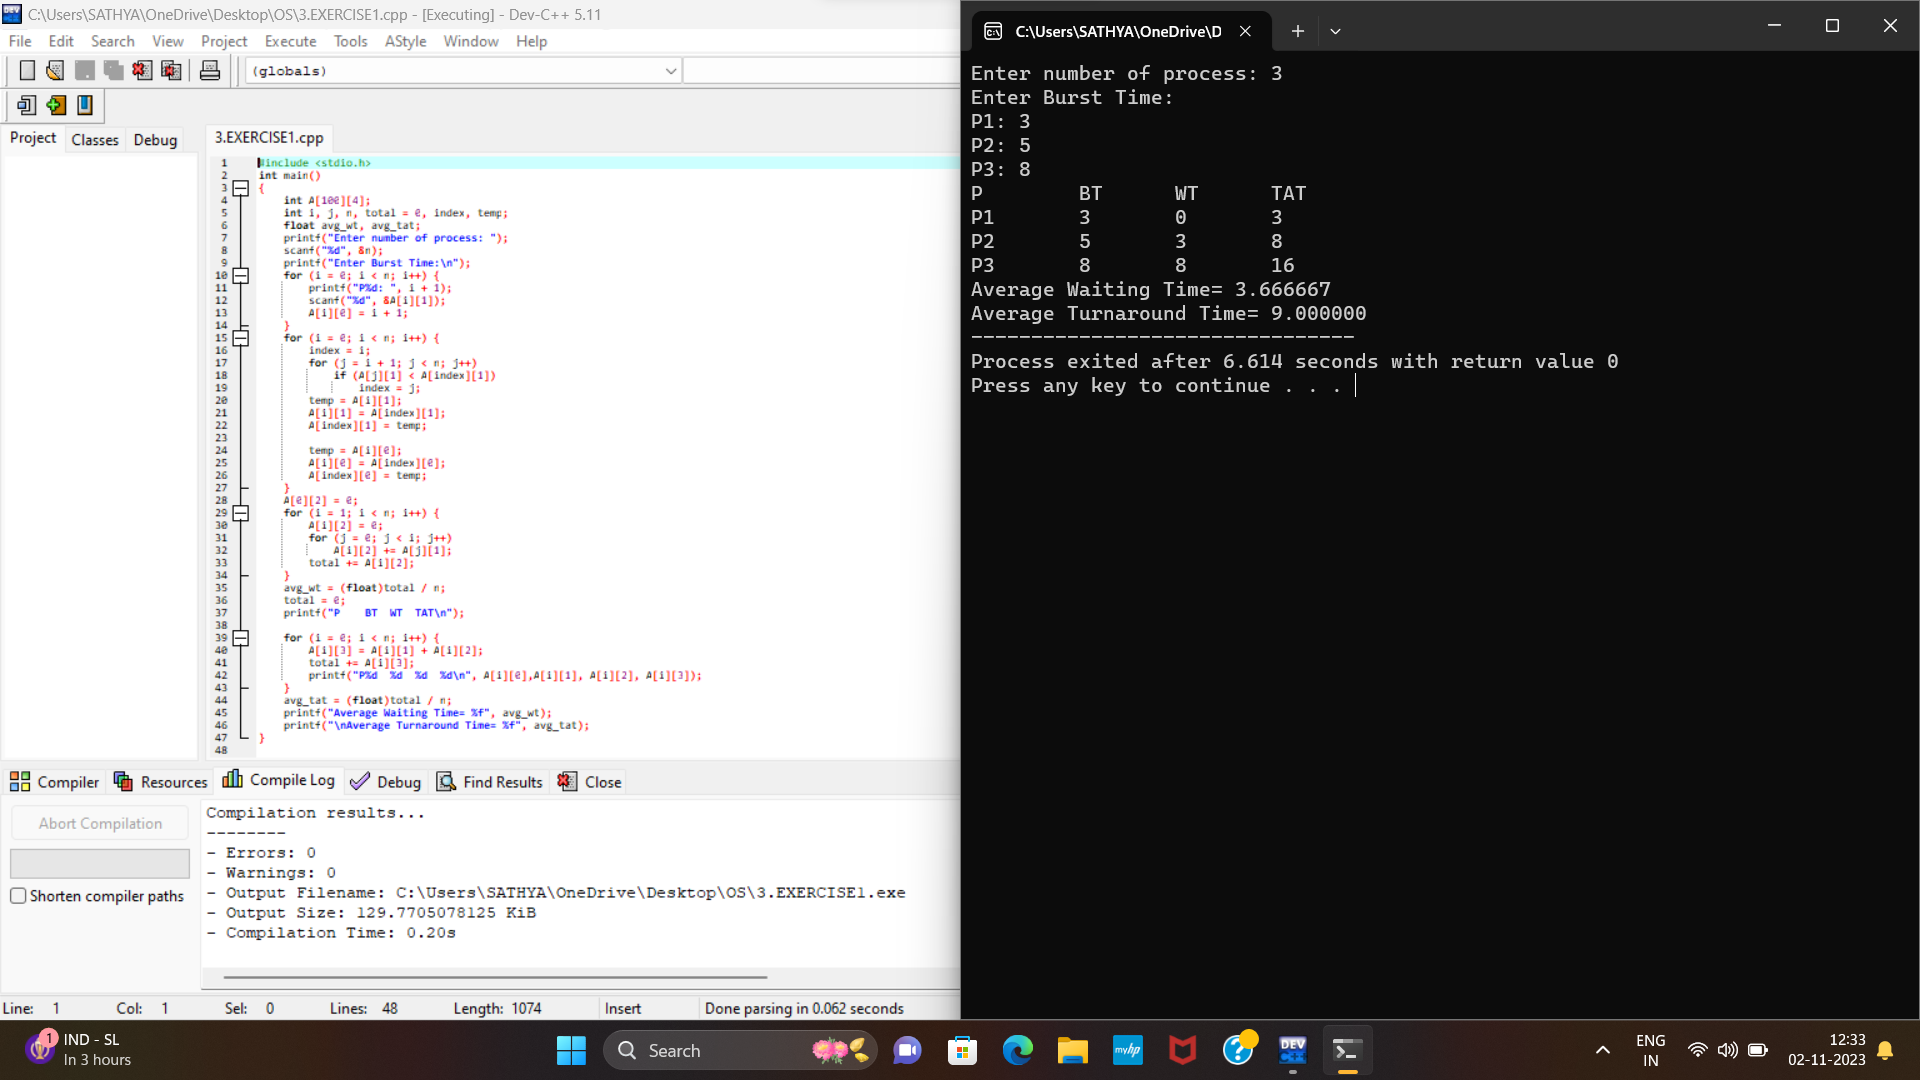 C:\Users\SATHYA\OneDrive\Desktop\OS\3.EXERCISE1.cpp - [Executing] - Dev-C++ 5.11
File Edit Search View Project Execute Tools AStyle Window Help
(globals)
Project Classes Debug
3.EXERCISE1.cpp
1 #include <stdio.h>
2 int main()
3 {
4 int A[100][4];
5 int i, j, n, total = 0, index, temp;
6 float avg_wt, avg_tat;
7 printf("Enter number of process: ");
8 scanf("%d", &n);
9 printf("Enter Burst Time:\n");
10 for (i = 0; i < n; i++) {
11 printf("P%d: ", i + 1);
12 scanf("%d", &A[i][1]);
13 A[i][0] = i + 1;
14 }
15 for (i = 0; i < n; i++) {
16 index = i;
17 for (j = i + 1; j < n; j++)
18 if (A[j][1] < A[index][1])
19 index = j;
20 temp = A[i][1];
21 A[i][1] = A[index][1];
22 A[index][1] = temp;
23
24 temp = A[i][0];
25 A[i][0] = A[index][0];
26 A[index][0] = temp;
27 }
28 A[0][2] = 0;
29 for (i = 1; i < n; i++) {
30 A[i][2] = 0;
31 for (j = 0; j < i; j++)
32 A[i][2] += A[j][1];
33 total += A[i][2];
34 }
35 avg_wt = (float)total / n;
36 total = 0;
37 printf("P BT WT TAT\n");
38
39 for (i = 0; i < n; i++) {
40 A[i][3] = A[i][1] + A[i][2];
41 total += A[i][3];
42 printf("P%d %d %d %d\n", A[i][0],A[i][1], A[i][2], A[i][3]);
43 }
44 avg_tat = (float)total / n;
45 printf("Average Waiting Time= %f", avg_wt);
46 printf("\nAverage Turnaround Time= %f", avg_tat);
47 }
48
Compiler Resources Compile Log Debug Find Results Close
Abort Compilation
Shorten compiler paths
Compilation results...
--------
- Errors: 0
- Warnings: 0
- Output Filename: C:\Users\SATHYA\OneDrive\Desktop\OS\3.EXERCISE1.exe
- Output Size: 129.7705078125 KiB
- Compilation Time: 0.20s
Line: 1 Col: 1 Sel: 0 Lines: 48 Length: 1074 Insert Done parsing in 0.062 seconds
C:\Users\SATHYA\OneDrive\D
Enter number of process: 3
Enter Burst Time:
P1: 3
P2: 5
P3: 8
P BT WT TAT
P1 3 0 3
P2 5 3 8
P3 8 8 16
Average Waiting Time= 3.666667
Average Turnaround Time= 9.000000
--------------------------------
Process exited after 6.614 seconds with return value 0
Press any key to continue . . .
1
IND - SL
In 3 hours
Search
myhp
DEV
C++
ENG
IN
12:33
02-11-2023